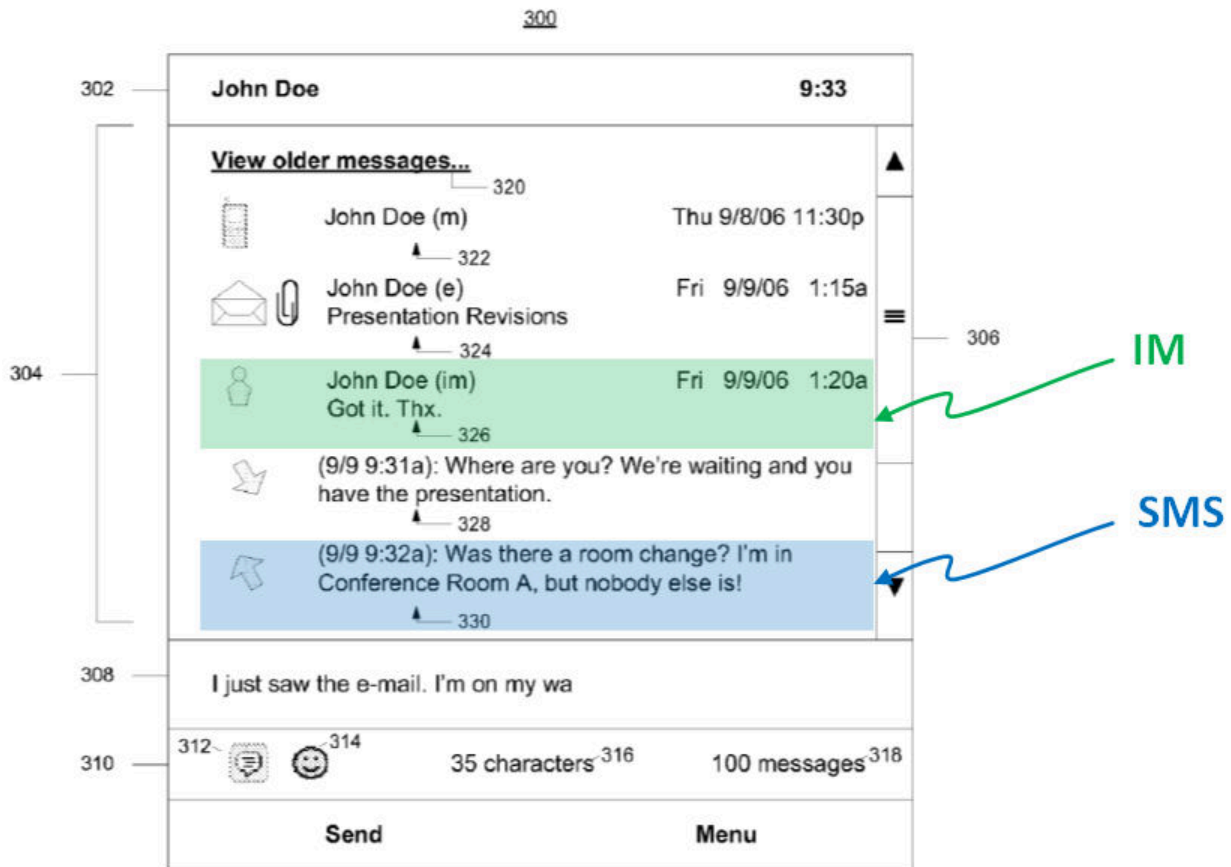 300
302
John Doe 9:33
View older messages...
320
John Doe (m) Thu 9/8/06 11:30p
322
John Doe (e) Fri 9/9/06 1:15a
Presentation Revisions
324
306
IM
304
John Doe (im) Fri 9/9/06 1:20a
Got it. Thx.
326
(9/9 9:31a): Where are you? We're waiting and you
have the presentation.
328
SMS
(9/9 9:32a): Was there a room change? I'm in
Conference Room A, but nobody else is!
330
308
I just saw the e-mail. I'm on my wa
310
312 314 35 characters 316 100 messages 318
Send Menu